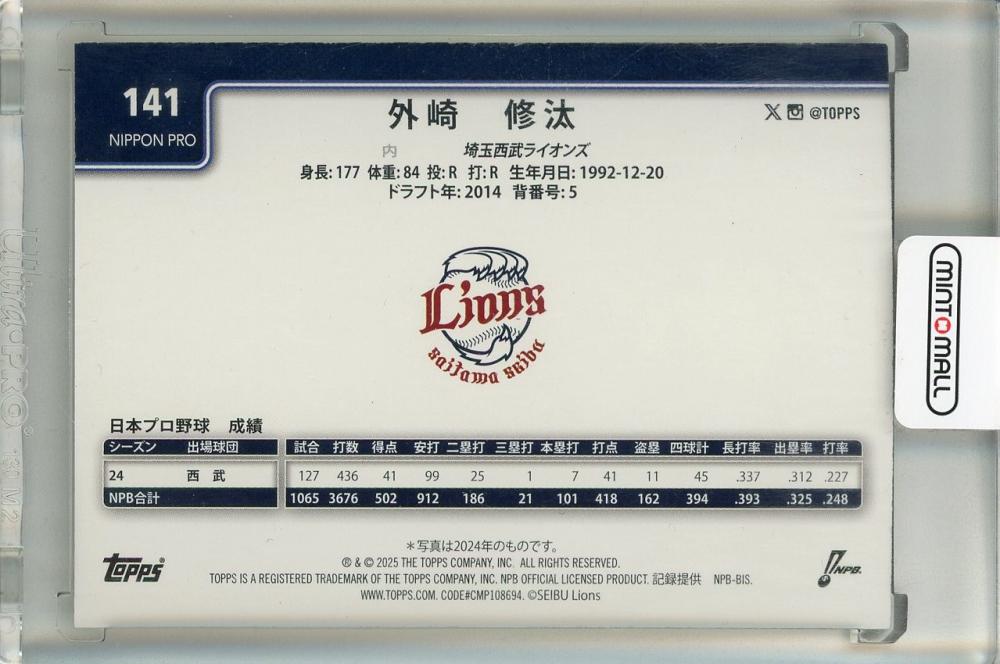 141
NIPPON PRO
外崎 修汰
@TOPPS
内 埼玉西武ライオンズ
身長: 177 体重: 84 投: R 打: R 生年月日: 1992-12-20
ドラフト年: 2014 背番号: 5
Lions
saitama seibu
日本プロ野球 成績
シーズン 出場球団 試合 打数 得点 安打 二塁打 三塁打 本塁打 打点 盗塁 四球計 長打率 出塁率 打率
24 西 武 127 436 41 99 25 1 7 41 11 45 .337 .312 .227
NPB合計 1065 3676 502 912 186 21 101 418 162 394 .393 .325 .248
＊写真は2024年のものです。
® & © 2025 THE TOPPS COMPANY, INC. ALL RIGHTS RESERVED.
TOPPS IS A REGISTERED TRADEMARK OF THE TOPPS COMPANY, INC. NPB OFFICIAL LICENSED PRODUCT. 記録提供 NPB-BIS.
WWW.TOPPS.COM. CODE#CMP108694. ©SEIBU Lions
Topps
NPB.
MINT MALL
Ultra PRO